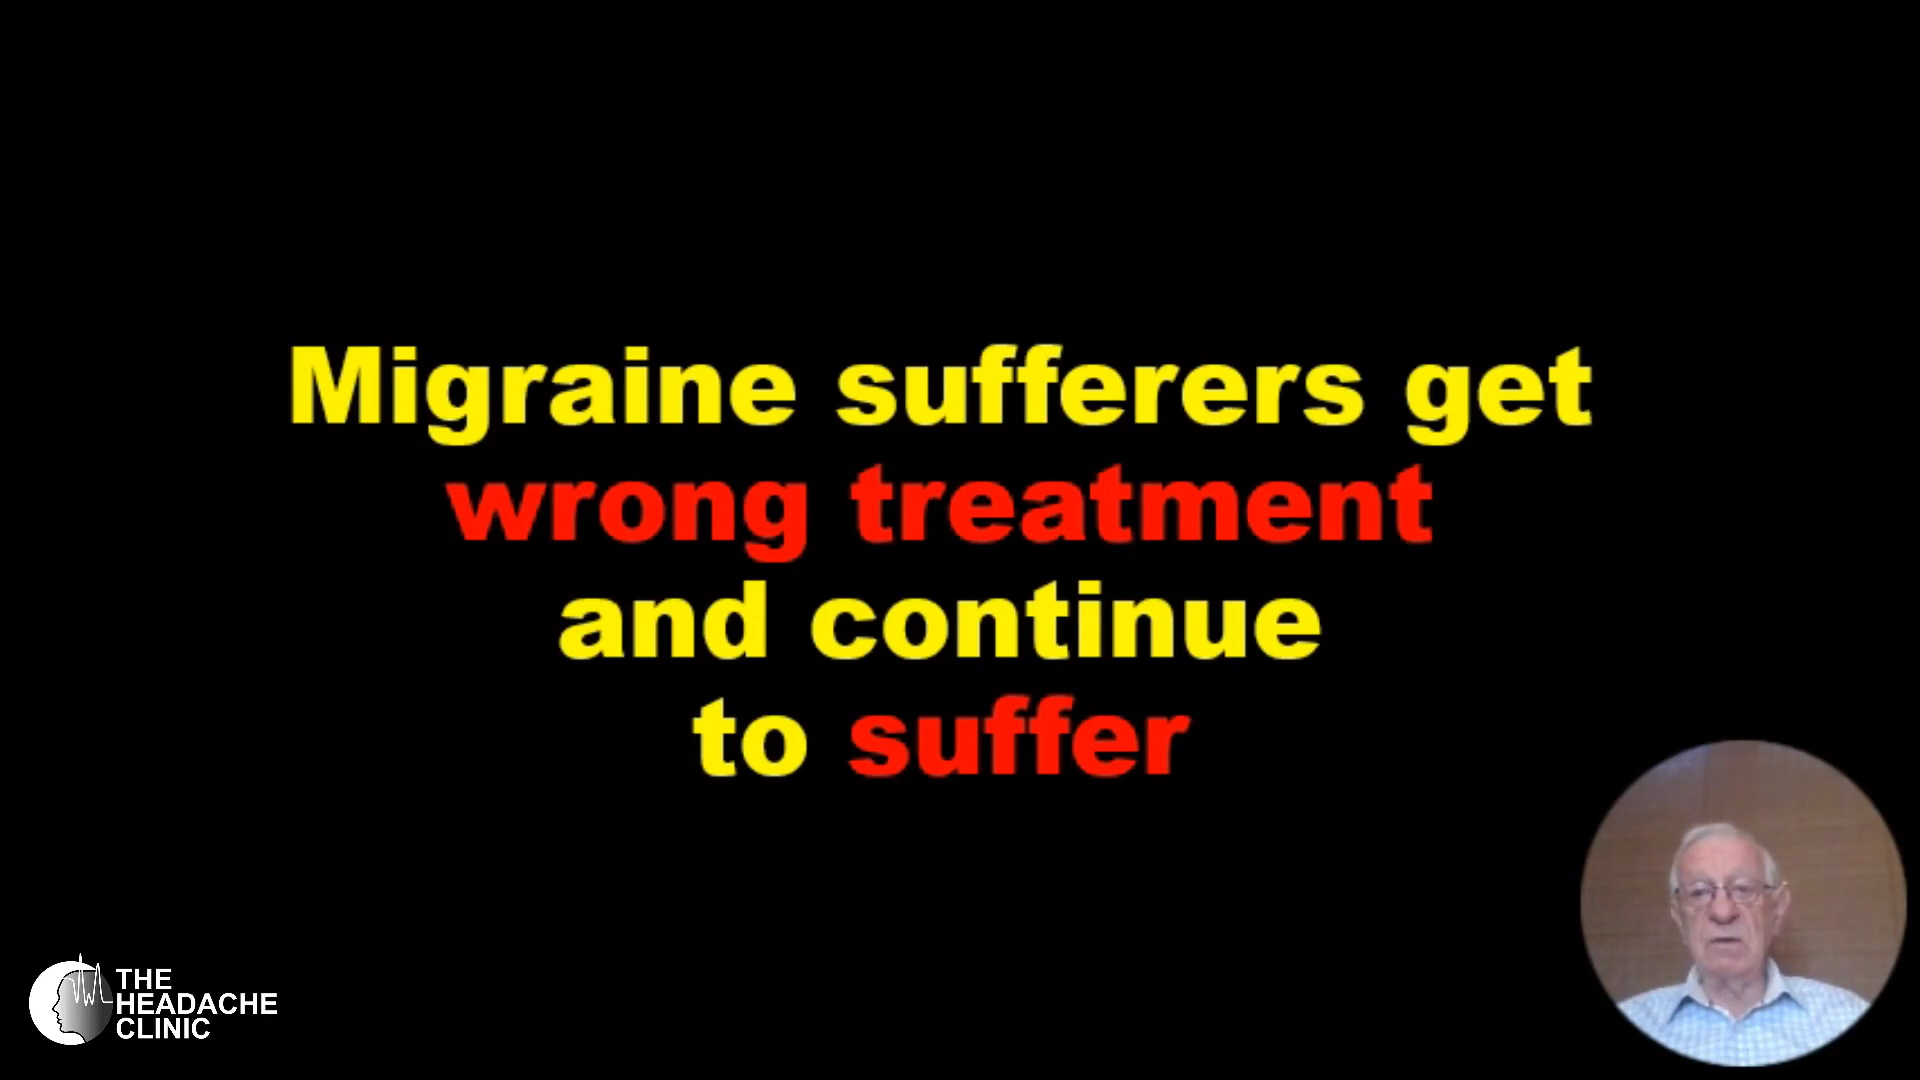 Migraine sufferers get
wrong treatment
and continue
to suffer
THE
HEADACHE
CLINIC